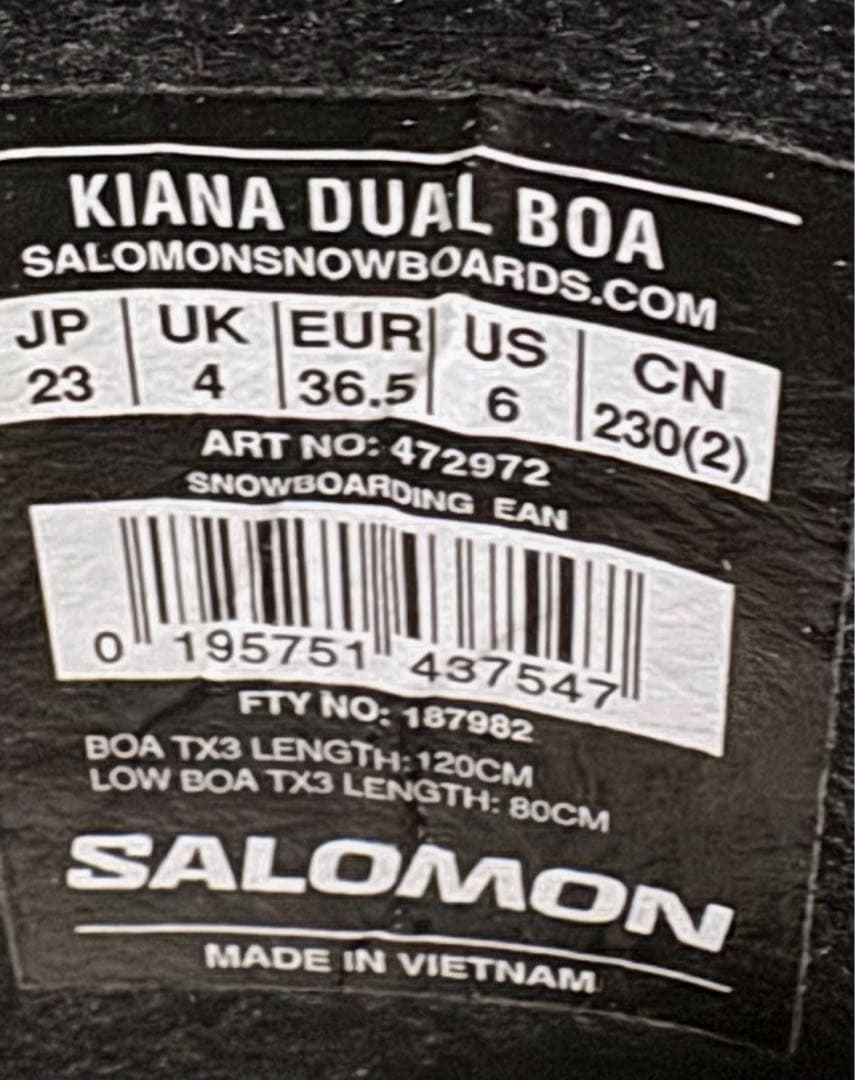 KIANA DUAL BOA
SALOMONSNOWBOARDS.COM
JP UK EUR US CN
23 4 36.5 6 230(2)
ART NO: 472972
SNOWBOARDING EAN
0 195751 437547
FTY NO: 187982
BOA TX3 LENGTH: 120CM
LOW BOA TX3 LENGTH: 80CM
SALOMON
MADE IN VIETNAM